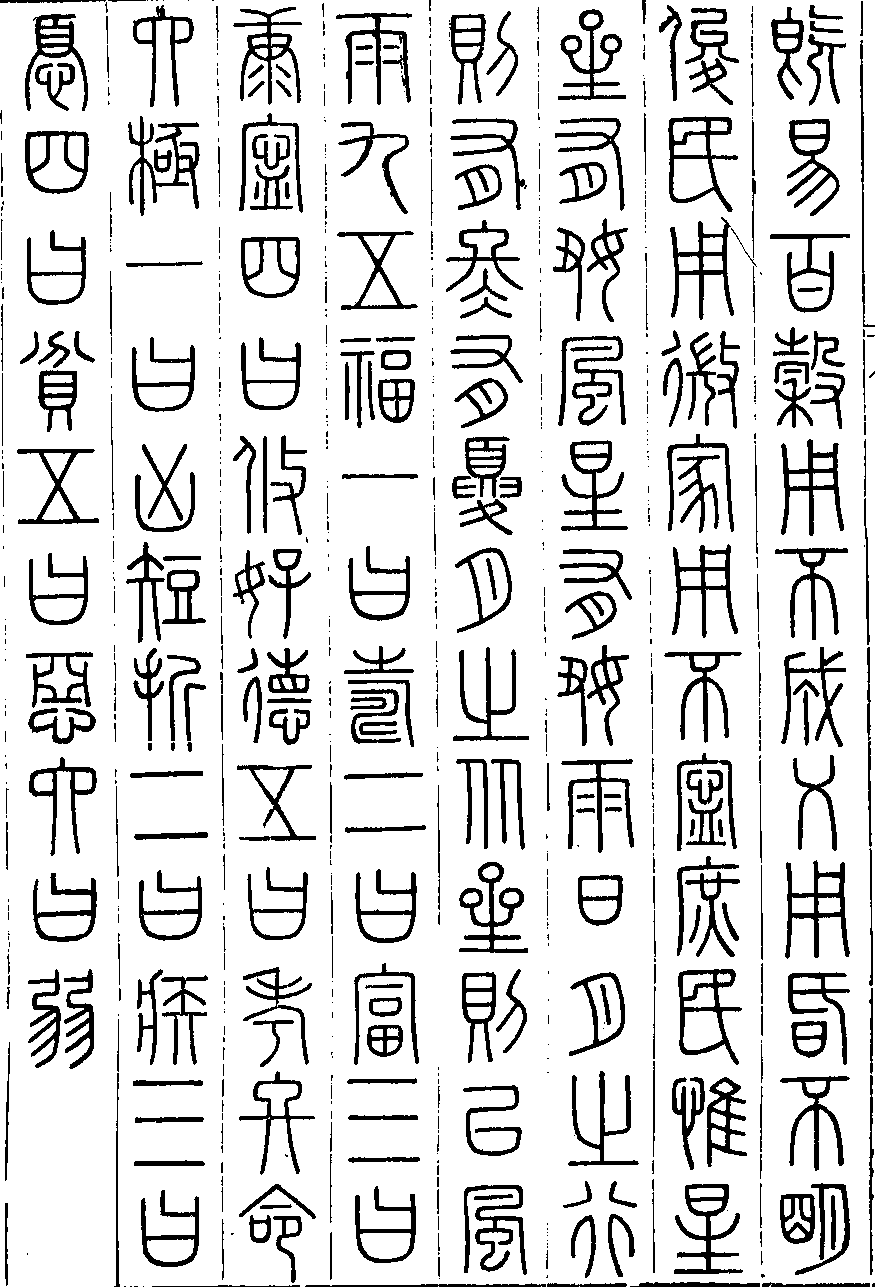 既易百穀用不成乂用昏不明
俊民用微家用不寧庶民惟星
星有好風星有好雨日月之行
則有冬有夏月之从星則以風
雨九五福一曰壽二曰富三曰
康寧四曰攸好德五曰考終命
六極一曰凶短折二曰疾三曰
憂四曰貧五曰惡六曰弱